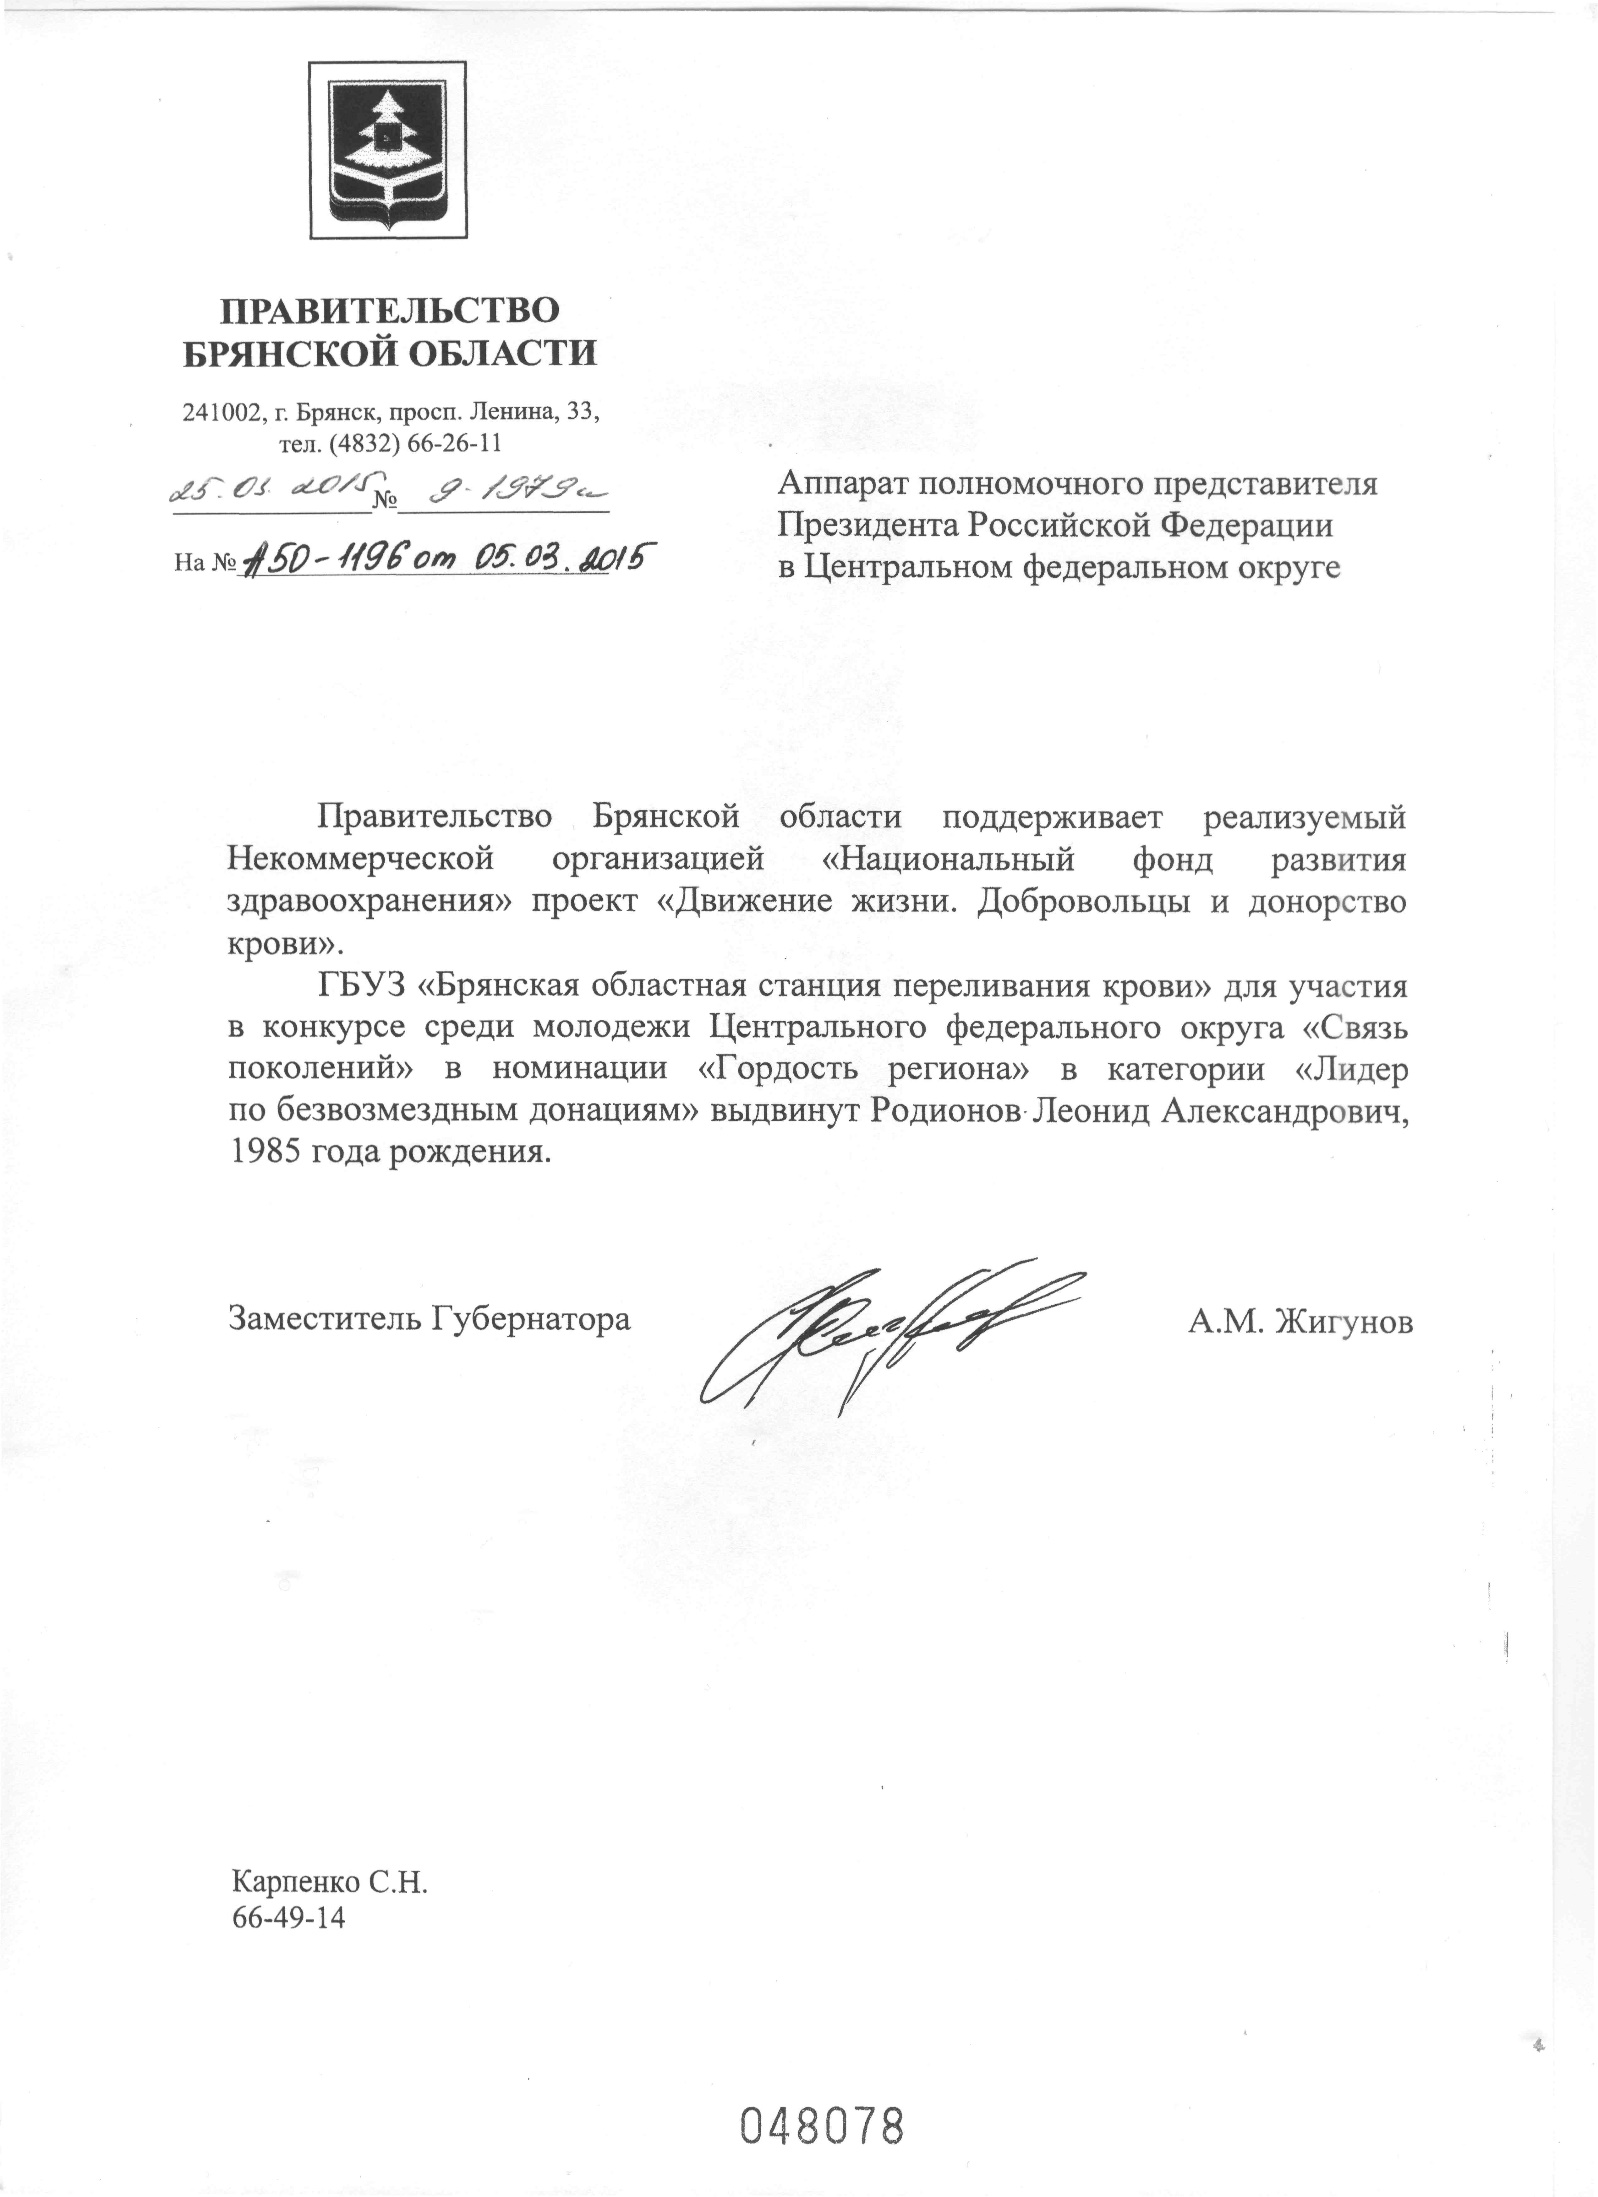 ПРАВИТЕЛЬСТВО
БРЯНСКОЙ ОБЛАСТИ
241002, г. Брянск, просп. Ленина, 33,
тел. (4832) 66-26-11
25.03.2015 № 9-1979и
На № А50-1196 от 05.03.2015
Аппарат полномочного представителя
Президента Российской Федерации
в Центральном федеральном округе
Правительство Брянской области поддерживает реализуемый
Некоммерческой организацией «Национальный фонд развития
здравоохранения» проект «Движение жизни. Добровольцы и донорство
крови».
ГБУЗ «Брянская областная станция переливания крови» для участия
в конкурсе среди молодежи Центрального федерального округа «Связь
поколений» в номинации «Гордость региона» в категории «Лидер
по безвозмездным донациям» выдвинут Родионов Леонид Александрович,
1985 года рождения.
Заместитель Губернатора
А.М. Жигунов
Карпенко С.Н.
66-49-14
048078